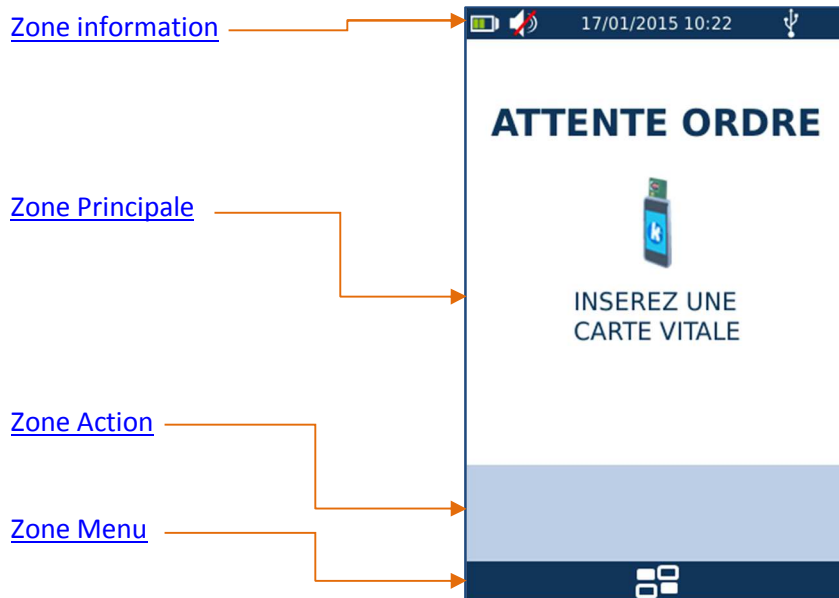 Zone information
17/01/2015 10:22
ATTENTE ORDRE
Zone Principale
k
INSEREZ UNE
CARTE VITALE
Zone Action
Zone Menu